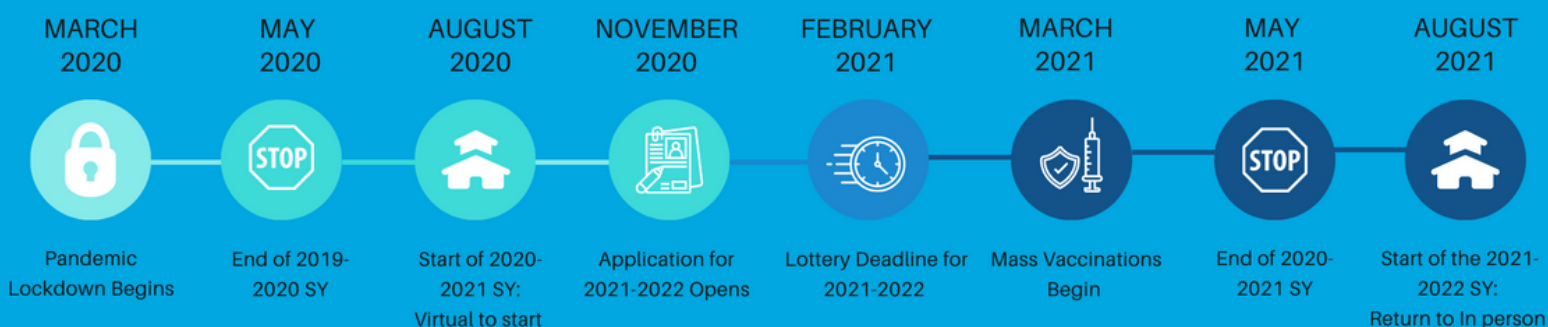 MARCH
2020
MAY
2020
AUGUST
2020
NOVEMBER
2020
FEBRUARY
2021
MARCH
2021
MAY
2021
AUGUST
2021
STOP
STOP
Pandemic
Lockdown Begins
End of 2019-
2020 SY
Start of 2020-
2021 SY:
Virtual to start
Application for
2021-2022 Opens
Lottery Deadline for
2021-2022
Mass Vaccinations
Begin
End of 2020-
2021 SY
Start of the 2021-
2022 SY:
Return to In person